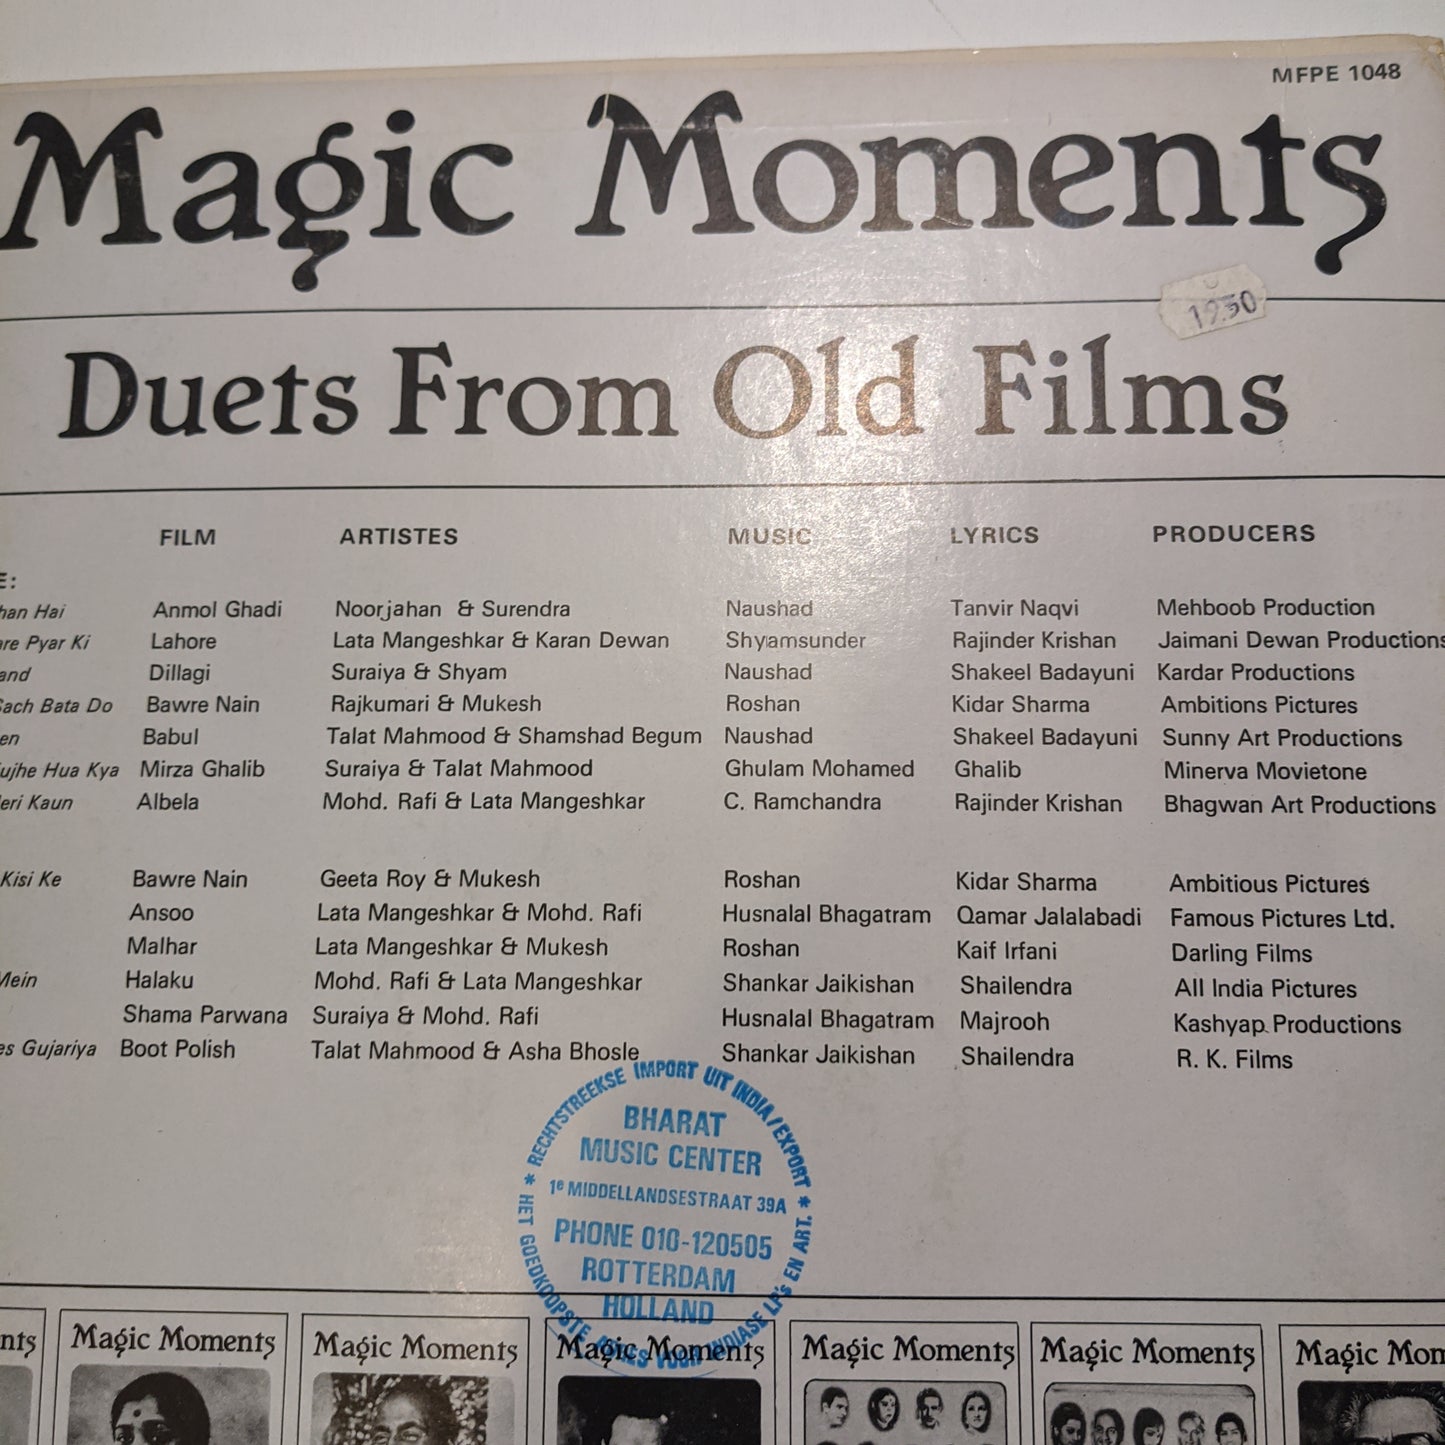 MFPE 1048
Magic Moments
19.50
Duets From Old Films
FILM ARTISTES MUSIC LYRICS PRODUCERS
E:
han Hai Anmol Ghadi Noorjahan & Surendra Naushad Tanvir Naqvi Mehboob Production
are Pyar Ki Lahore Lata Mangeshkar & Karan Dewan Shyamsunder Rajinder Krishan Jaimani Dewan Productions
and Dillagi Suraiya & Shyam Naushad Shakeel Badayuni Kardar Productions
Sach Bata Do Bawre Nain Rajkumari & Mukesh Roshan Kidar Sharma Ambitions Pictures
en Babul Talat Mahmood & Shamshad Begum Naushad Shakeel Badayuni Sunny Art Productions
ujhe Hua Kya Mirza Ghalib Suraiya & Talat Mahmood Ghulam Mohamed Ghalib Minerva Movietone
eri Kaun Albela Mohd. Rafi & Lata Mangeshkar C. Ramchandra Rajinder Krishan Bhagwan Art Productions
Kisi Ke Bawre Nain Geeta Roy & Mukesh Roshan Kidar Sharma Ambitious Pictures
Ansoo Lata Mangeshkar & Mohd. Rafi Husnalal Bhagatram Qamar Jalalabadi Famous Pictures Ltd.
Malhar Lata Mangeshkar & Mukesh Roshan Kaif Irfani Darling Films
Mein Halaku Mohd. Rafi & Lata Mangeshkar Shankar Jaikishan Shailendra All India Pictures
Shama Parwana Suraiya & Mohd. Rafi Husnalal Bhagatram Majrooh Kashyap Productions
es Gujariya Boot Polish Talat Mahmood & Asha Bhosle Shankar Jaikishan Shailendra R. K. Films
* RECHTSTREEKSE IMPORT UIT INDIA/EXPORT *
BHARAT
MUSIC CENTER
1e MIDDELLANDSESTRAAT 39A
PHONE 010-120505
ROTTERDAM
HOLLAND
HET GOEDKOOPSTE ADRES VOOR INDIASE LP's EN ART.
nts Magic Moments Magic Moments Magic Moments Magic Moments Magic Moments Magic Mom